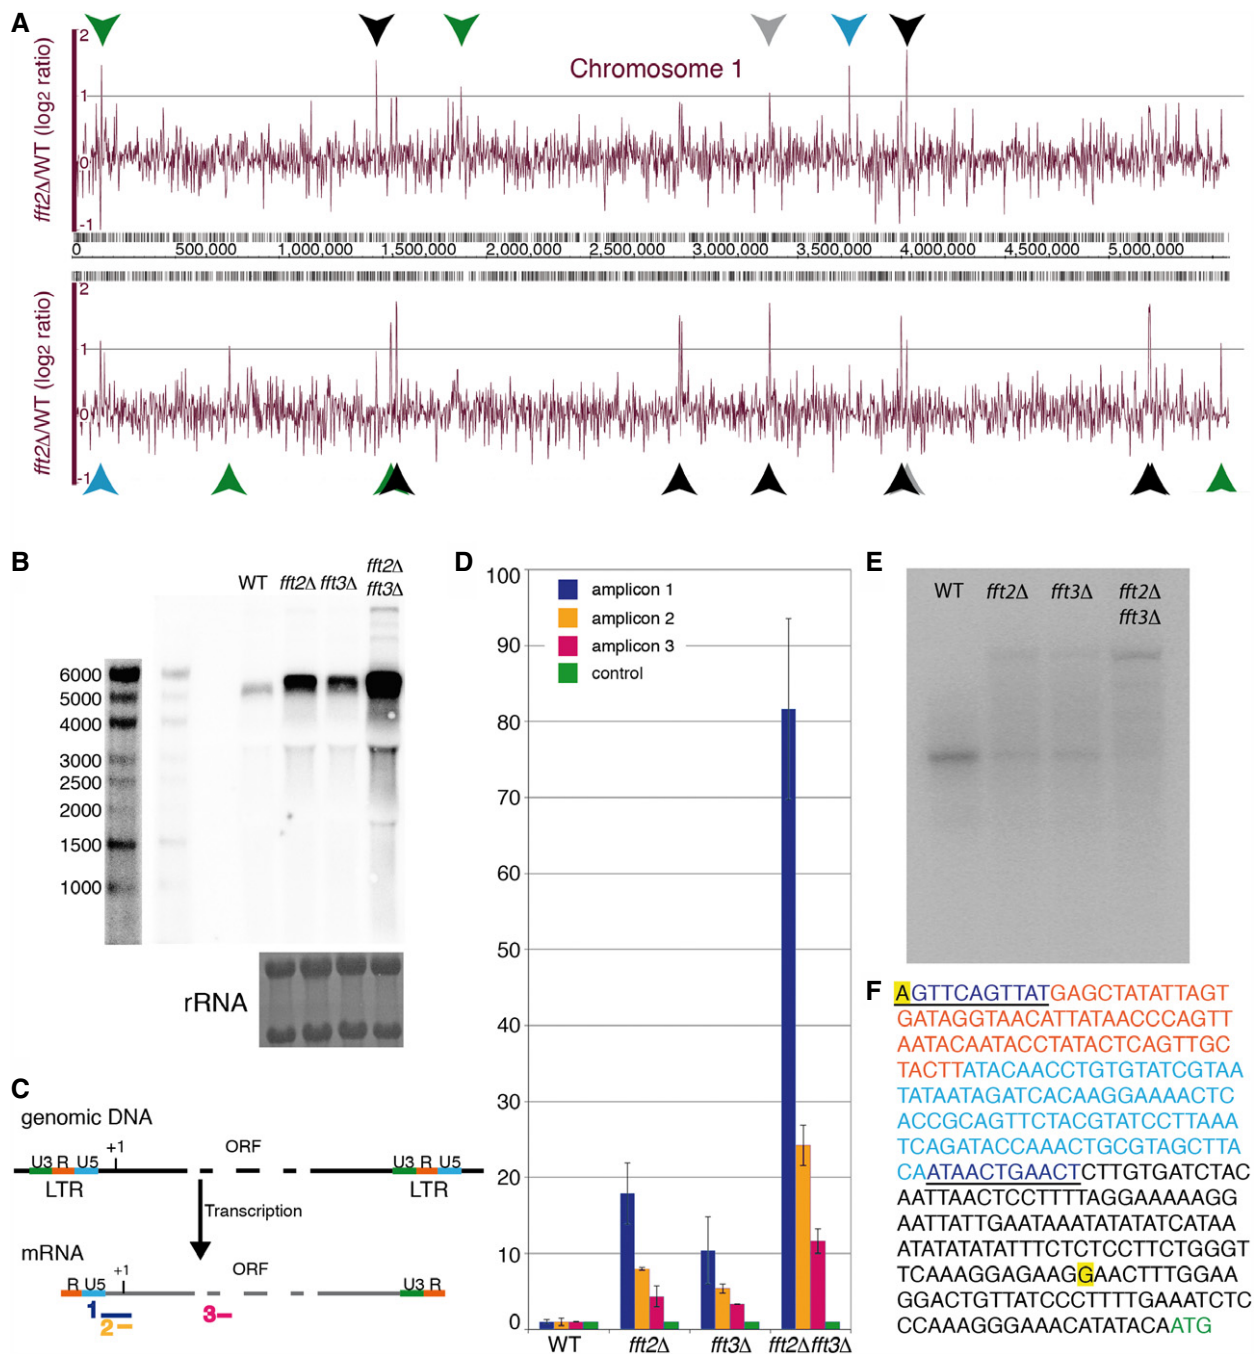 A
2
1
0
-1
fft2Δ/WT (log2 ratio)
Chromosome 1
0 500,000 1,000,000 1,500,000 2,000,000 2,500,000 3,000,000 3,500,000 4,000,000 4,500,000 5,000,000
2
1
0
-1
fft2Δ/WT (log2 ratio)
B
WT fft2Δ fft3Δ fft2Δ
fft3Δ
6000
5000
4000
3000
2500
2000
1500
1000
rRNA
C
genomic DNA
+1 ORF
U3 R U5 U3 R U5
LTR LTR
Transcription
mRNA
+1 ORF
R U5 U3 R
1
2
3
D
100
90
80
70
60
50
40
30
20
10
0
amplicon 1
amplicon 2
amplicon 3
control
WT fft2Δ fft3Δ fft2Δfft3Δ
E
WT fft2Δ fft3Δ fft2Δ
fft3Δ
F
AGTTCAGTTATGAGCTATATTAGT
GATAGGTAACATTATAACCCAGTT
AATACAATACCTATACTCAGTTGC
TACTTATACAACCTGTGTATCGTAA
TATAATAGATCACAAGGAAAACTC
ACCGCAGTTCTACGTATCCTTAAA
TCAGATACCAAACTGCGTAGCTTA
CAATAACTGAACTCTTGTGATCTAC
AATTAACTCCTTTTAGGAAAAAGG
AATTATTGAATAAATATATATCATAA
ATATATATATTTCTCTCCTTCTGGGT
TCAAAGGAGAAGGAACTTTGGAA
GGACTGTTATCCCTTTTGAAATCTC
CCAAAGGGAAACATATACAATG